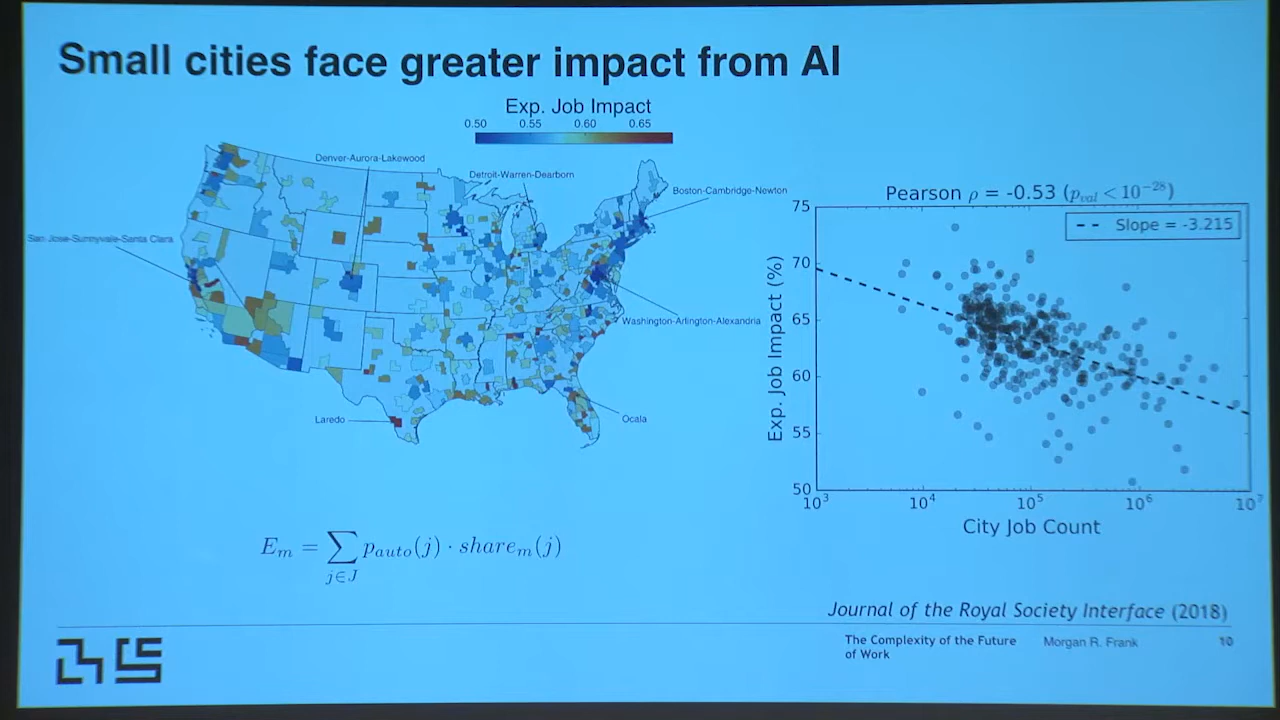 Small cities face greater impact from AI
Exp. Job Impact
0.50 0.55 0.60 0.65
Denver-Aurora-Lakewood
Detroit-Warren-Dearborn
Boston-Cambridge-Newton
San Jose-Sunnyvale-Santa Clara
Washington-Arlington-Alexandria
Laredo
Ocala
E_m = ∑_{j∈J} p_{auto}(j) · share_m(j)
Pearson ρ = -0.53 (p_{val} < 10^{-28})
-- Slope = -3.215
75
70
65
60
55
50
Exp. Job Impact (%)
10^3 10^4 10^5 10^6 10^7
City Job Count
Journal of the Royal Society Interface (2018)
The Complexity of the Future
of Work
Morgan R. Frank
10